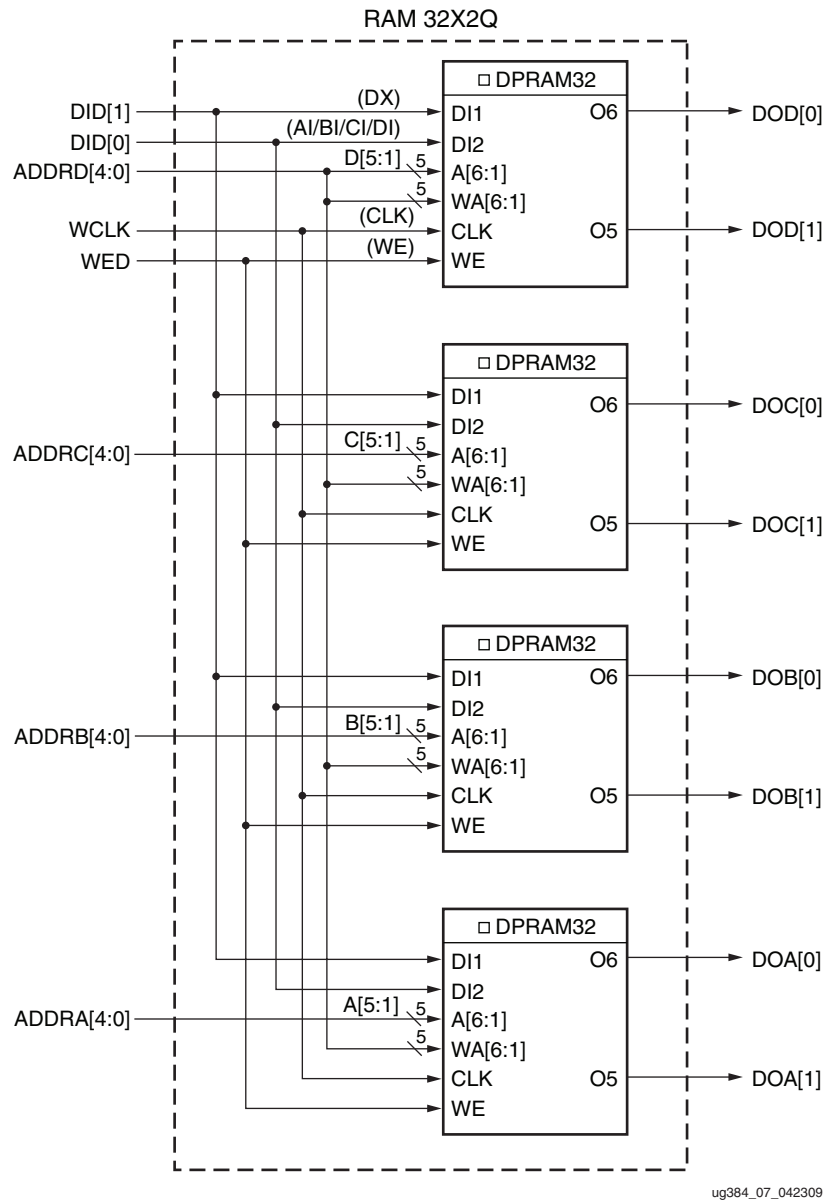 RAM 32X2Q
□ DPRAM32
DID[1] (DX) DI1 O6 DOD[0]
DID[0] (AI/BI/CI/DI) DI2
ADDRD[4:0] D[5:1] 5 A[6:1]
5 WA[6:1]
WCLK (CLK) CLK O5 DOD[1]
WED (WE) WE
□ DPRAM32
DI1 O6 DOC[0]
DI2
ADDRC[4:0] C[5:1] 5 A[6:1]
5 WA[6:1]
CLK O5 DOC[1]
WE
□ DPRAM32
DI1 O6 DOB[0]
DI2
ADDRB[4:0] B[5:1] 5 A[6:1]
5 WA[6:1]
CLK O5 DOB[1]
WE
□ DPRAM32
DI1 O6 DOA[0]
DI2
ADDRA[4:0] A[5:1] 5 A[6:1]
5 WA[6:1]
CLK O5 DOA[1]
WE
ug384_07_042309